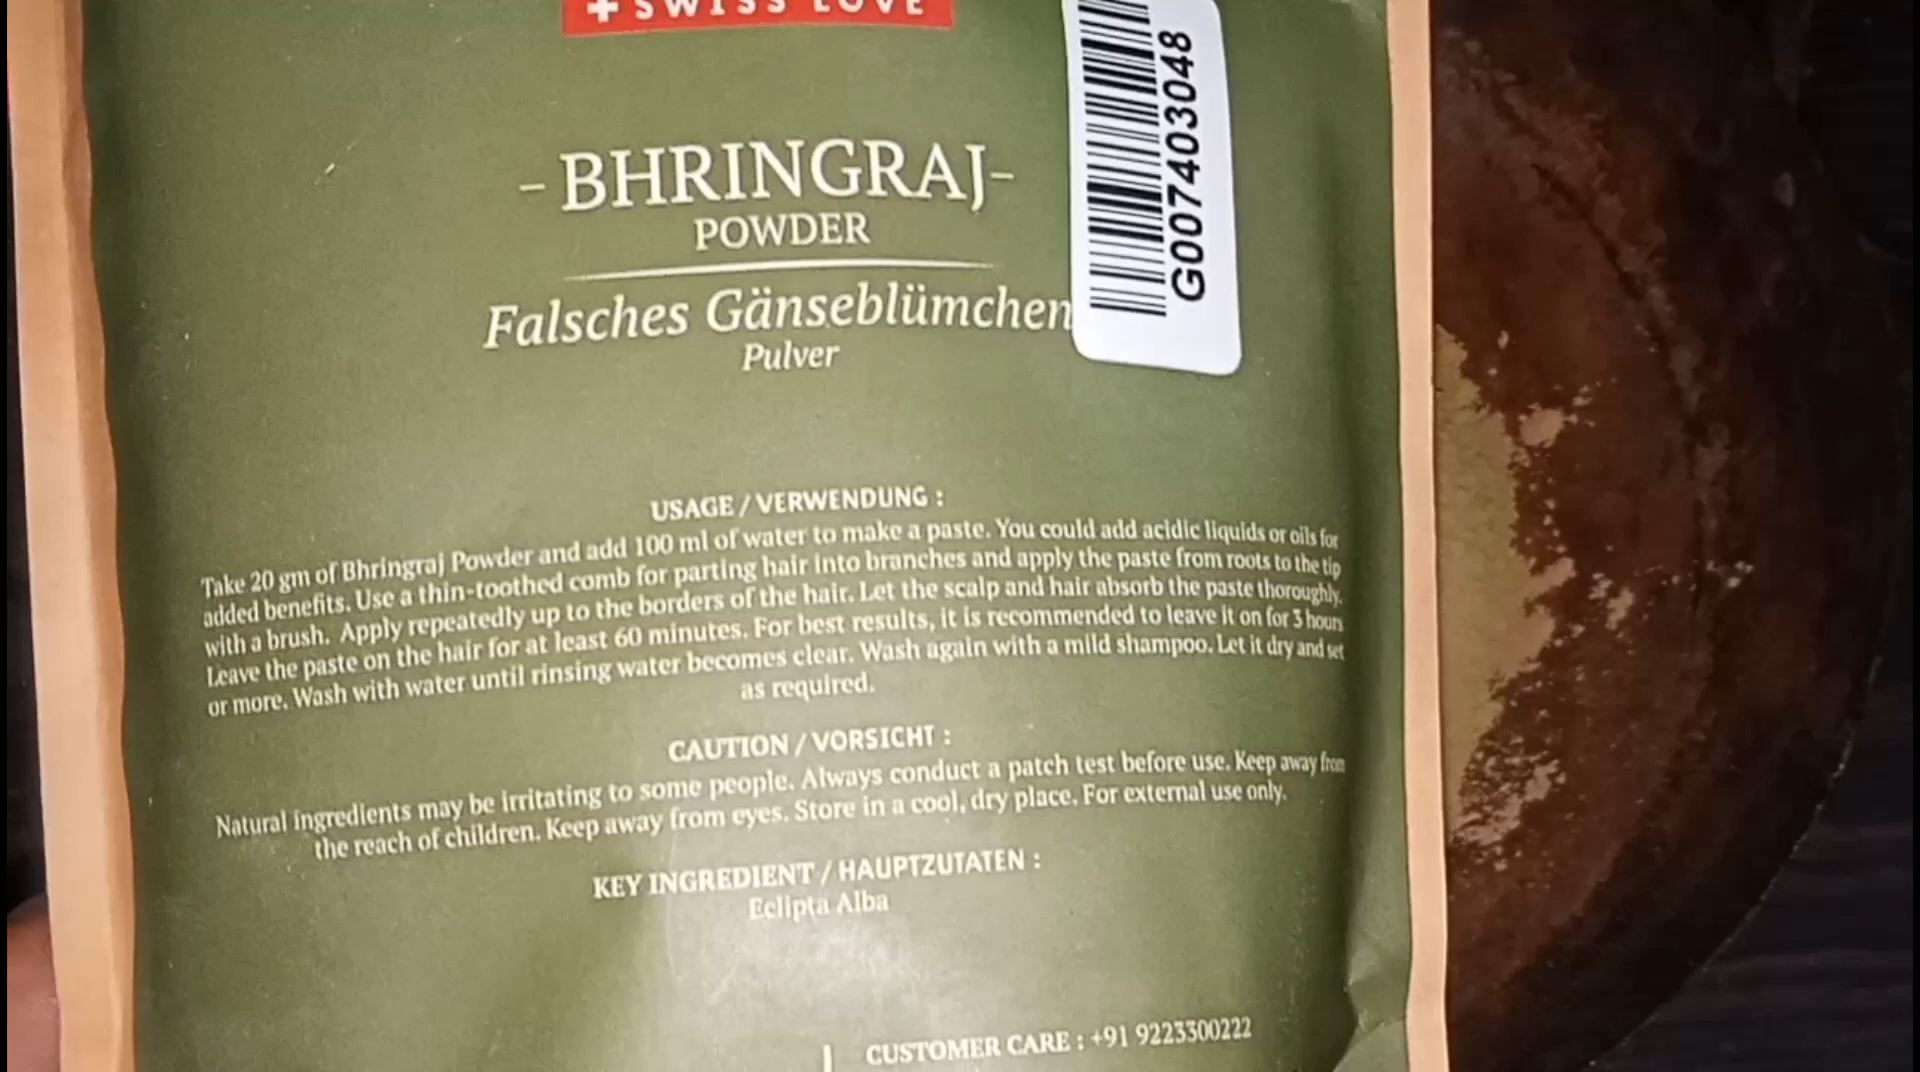 + SWISS LOVE
- BHRINGRAJ -
POWDER
Falsches Gänseblümchen
Pulver
G007403048
USAGE / VERWENDUNG :
Take 20 gm of Bhringraj Powder and add 100 ml of water to make a paste. You could add acidic liquids or oils for
added benefits. Use a thin-toothed comb for parting hair into branches and apply the paste from roots to the tip
with a brush. Apply repeatedly up to the borders of the hair. Let the scalp and hair absorb the paste thoroughly.
Leave the paste on the hair for at least 60 minutes. For best results, it is recommended to leave it on for 3 hours
or more. Wash with water until rinsing water becomes clear. Wash again with a mild shampoo. Let it dry and set
as required.
CAUTION / VORSICHT :
Natural ingredients may be irritating to some people. Always conduct a patch test before use. Keep away from
the reach of children. Keep away from eyes. Store in a cool, dry place. For external use only.
KEY INGREDIENT / HAUPTZUTATEN :
Eclipta Alba
CUSTOMER CARE : +91 9223300222